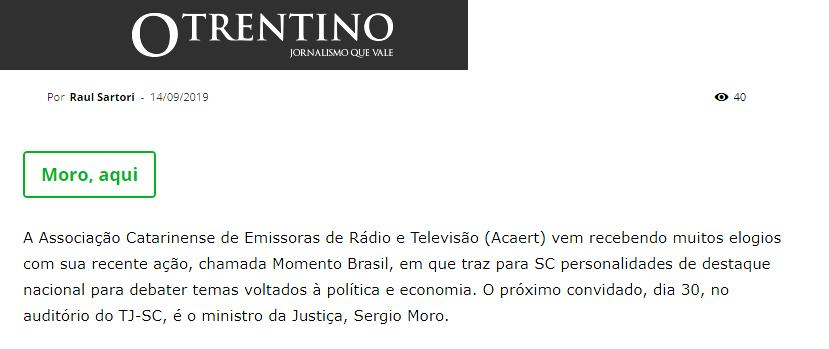 O TRENTINO
JORNALISMO QUE VALE
Por Raul Sartori - 14/09/2019 40
Moro, aqui
A Associação Catarinense de Emissoras de Rádio e Televisão (Acaert) vem recebendo muitos elogios
com sua recente ação, chamada Momento Brasil, em que traz para SC personalidades de destaque
nacional para debater temas voltados à política e economia. O próximo convidado, dia 30, no
auditório do TJ-SC, é o ministro da Justiça, Sergio Moro.